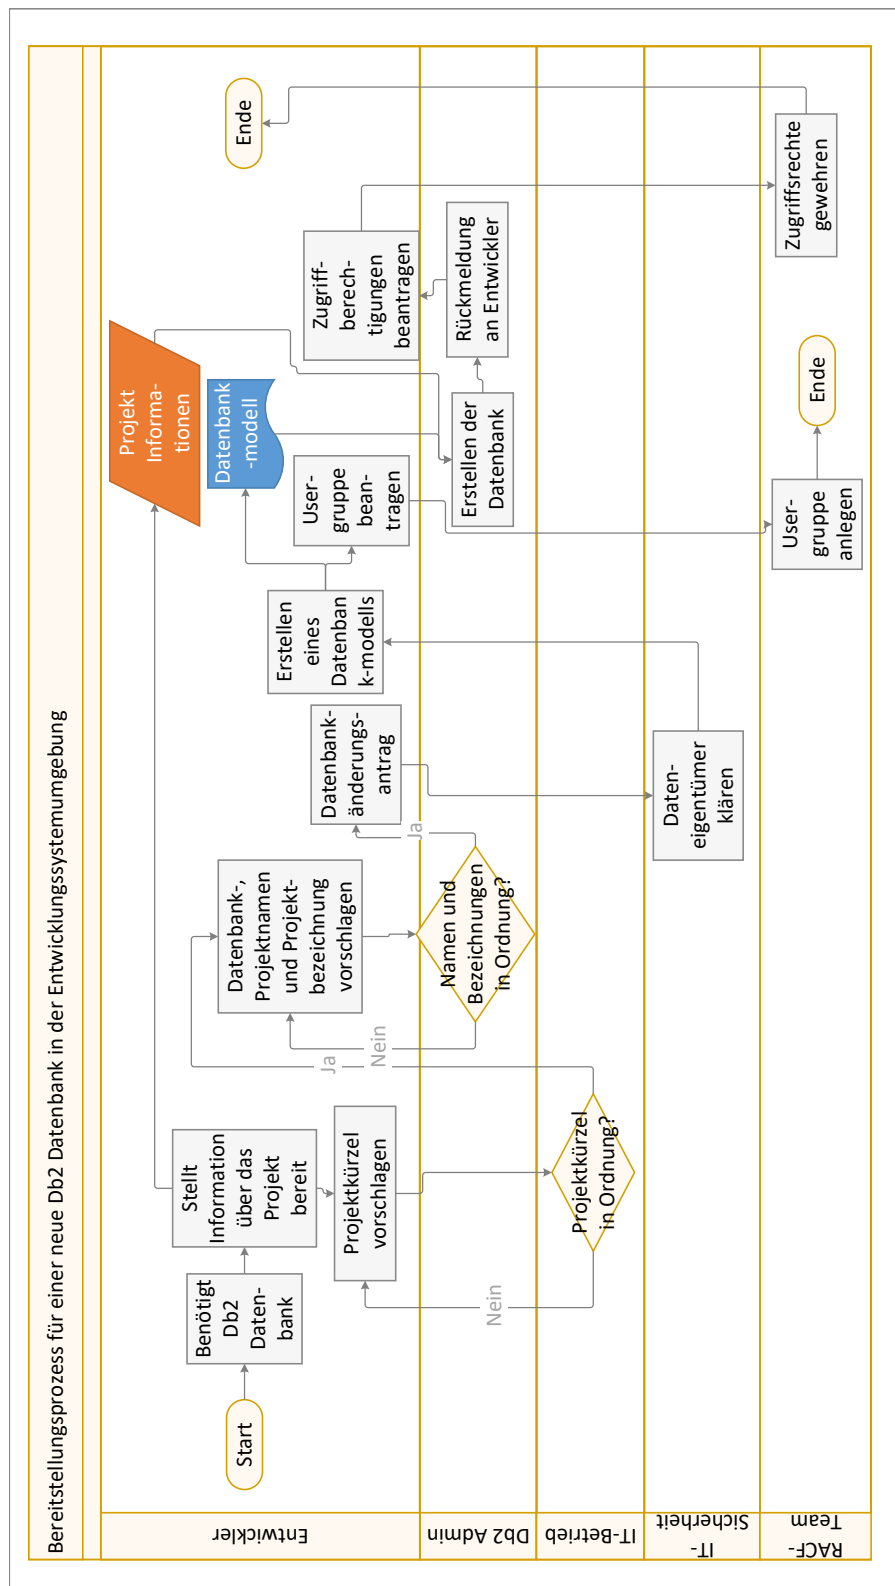 Bereitstellungsprozess für einer neue Db2 Datenbank in der Entwicklungssystemumgebung
Entwickler
Start
Benötigt
Db2
Daten-
bank
Stellt
Information
über das
Projekt
bereit
Projektkürzel
vorschlagen
Nein
Ja
Datenbank-,
Projektnamen
und Projekt-
bezeichnung
vorschlagen
Nein
Ja
Datenbank-
änderungs-
antrag
Erstellen
eines
Datenban
k-modells
User-
gruppe
bean-
tragen
Projekt
Informa-
tionen
Datenbank
-modell
Zugriff-
berech-
tigungen
beantragen
Ende
Db2 Admin
Namen und
Bezeichnungen
in Ordnung?
Erstellen der
Datenbank
Rückmeldung
an Entwickler
IT-Betrieb
Projektkürzel
in Ordnung?
IT-
Sicherheit
Daten-
eigentümer
klären
RACF-
Team
User-
gruppe
anlegen
Ende
Zugriffsrechte
gewehren